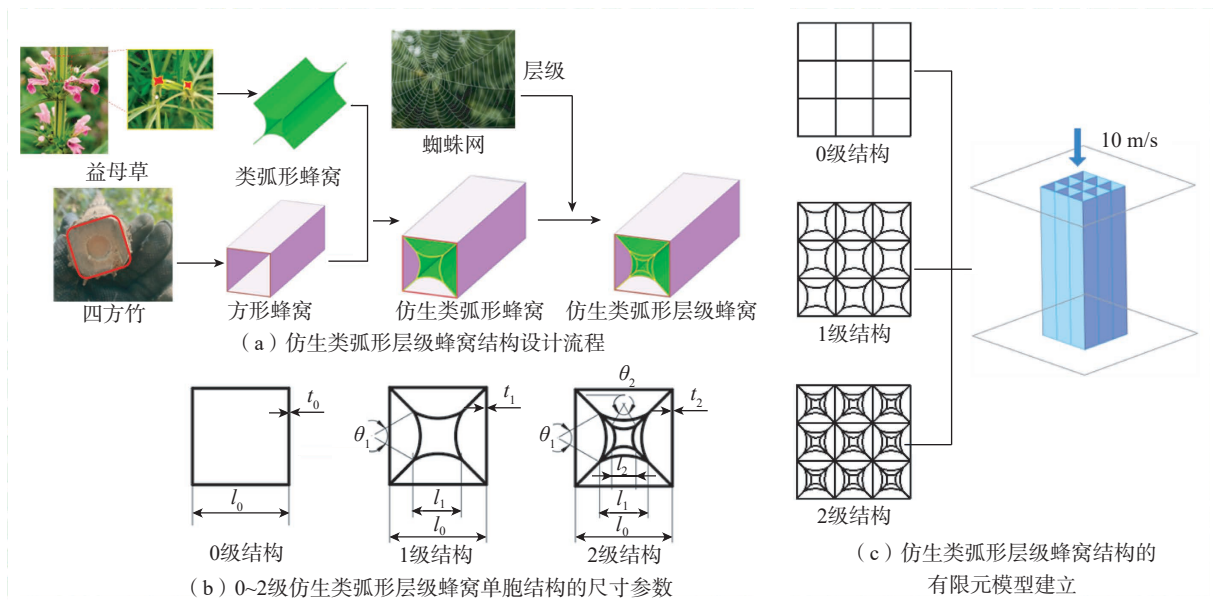 益母草
类弧形蜂窝
蜘蛛网
层级
四方竹
方形蜂窝
仿生类弧形蜂窝
仿生类弧形层级蜂窝
（a）仿生类弧形层级蜂窝结构设计流程
t0
l0
0级结构
θ1
t1
l1
l0
1级结构
θ2
θ1
t2
l2
l1
l0
2级结构
（b）0~2级仿生类弧形层级蜂窝单胞结构的尺寸参数
0级结构
10 m/s
1级结构
2级结构
（c）仿生类弧形层级蜂窝结构的
有限元模型建立